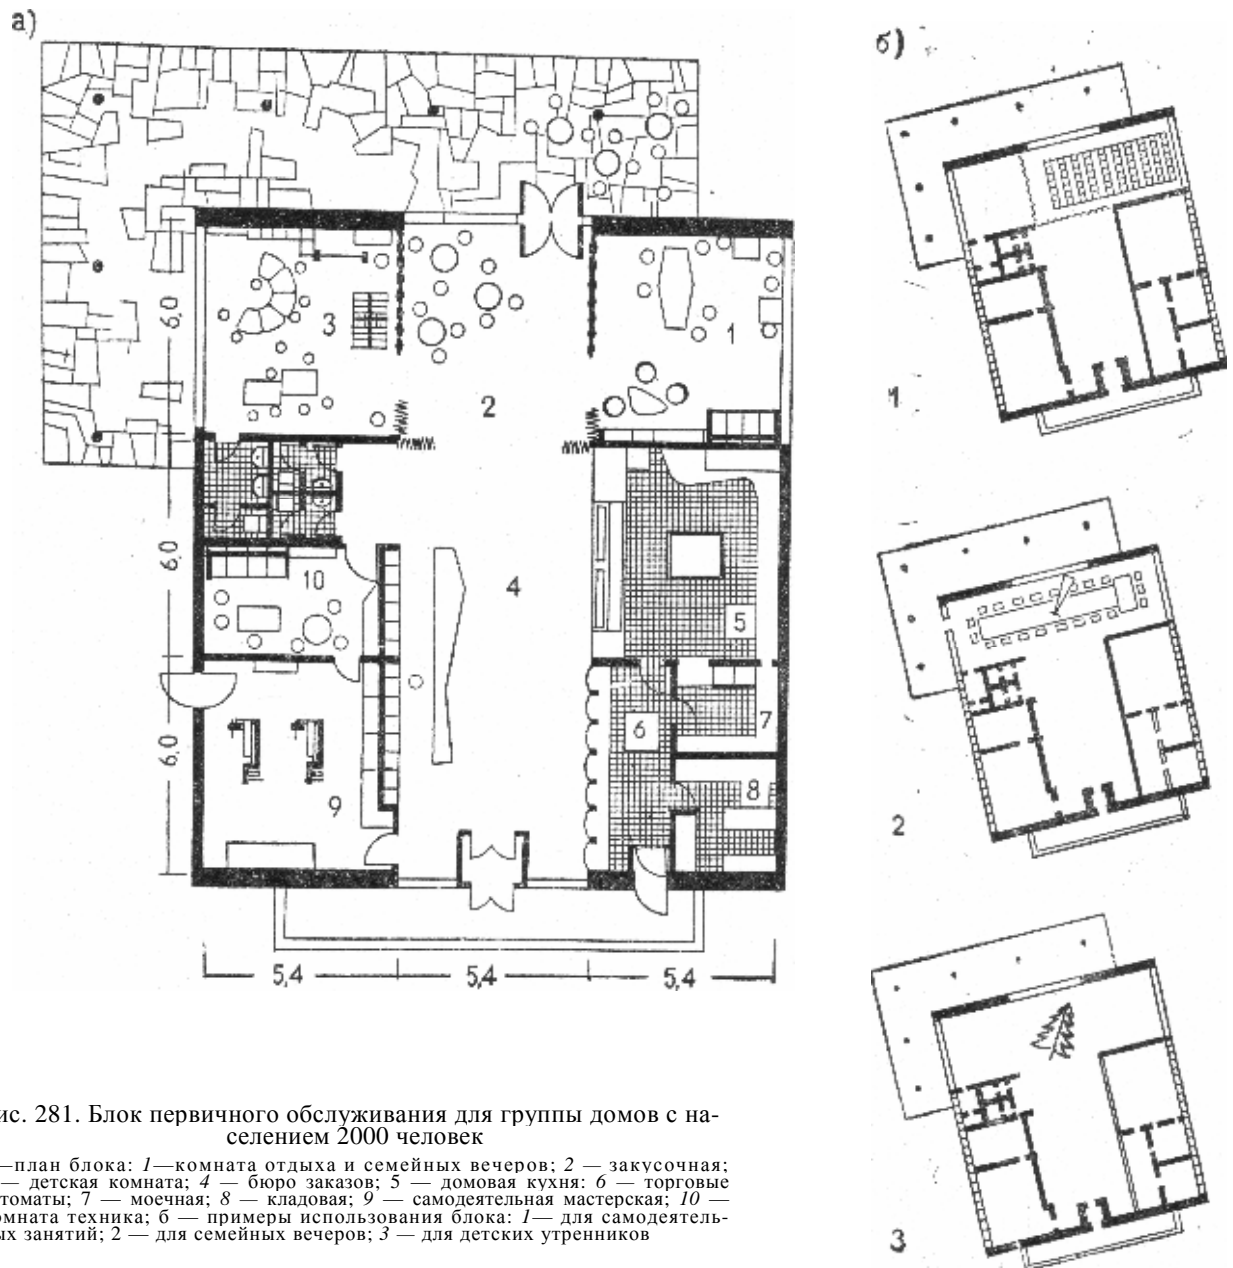 а)
б)
3
1
2
10
4
5
6
7
8
9
6,0
6,0
6,0
5,4
5,4
5,4
1
2
3
ис. 281. Блок первичного обслуживания для группы домов с на-
селением 2000 человек
—план блока: 1—комната отдыха и семейных вечеров; 2 — закусочная;
— детская комната; 4 — бюро заказов; 5 — домовая кухня: 6 — торговые
томаты; 7 — моечная; 8 — кладовая; 9 — самодеятельная мастерская; 10 —
омната техника; б — примеры использования блока: 1— для самодеятель-
ых занятий; 2 — для семейных вечеров; 3 — для детских утренников